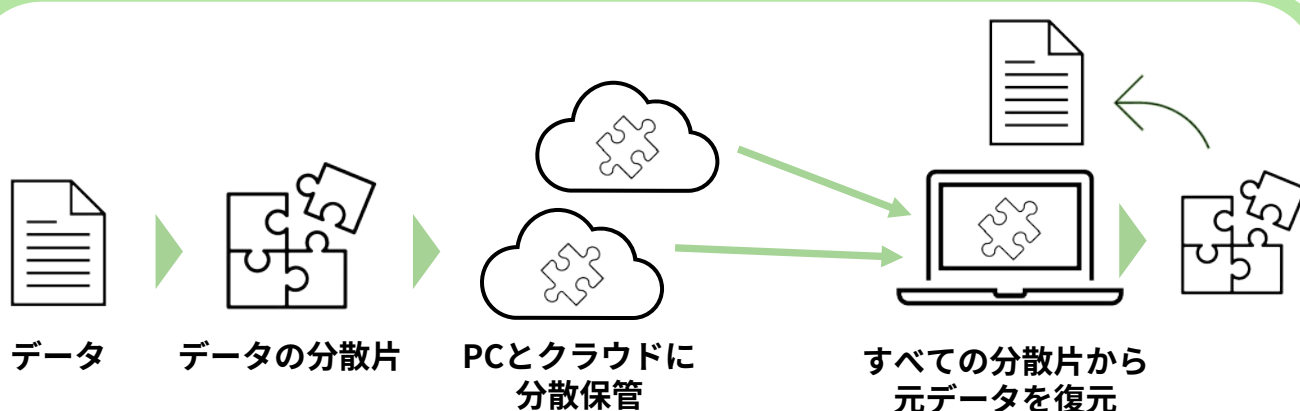 データ
データの分散片
PCとクラウドに
分散保管
すべての分散片から
元データを復元